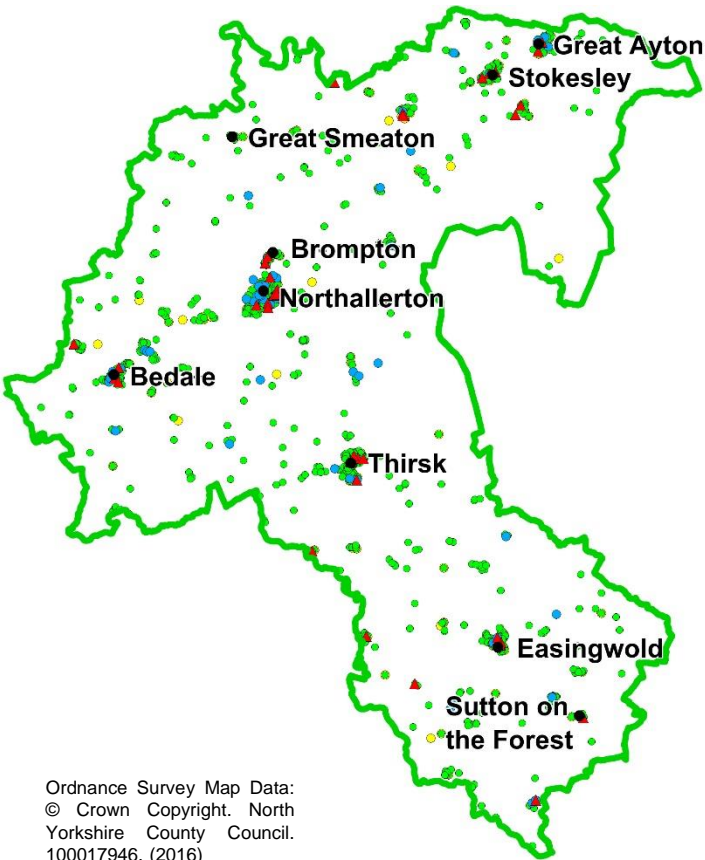 Great Ayton
Stokesley
Great Smeaton
Brompton
Northallerton
Bedale
Thirsk
Easingwold
Sutton on
the Forest
Ordnance Survey Map Data:
© Crown Copyright. North
Yorkshire County Council.
100017946. (2016)